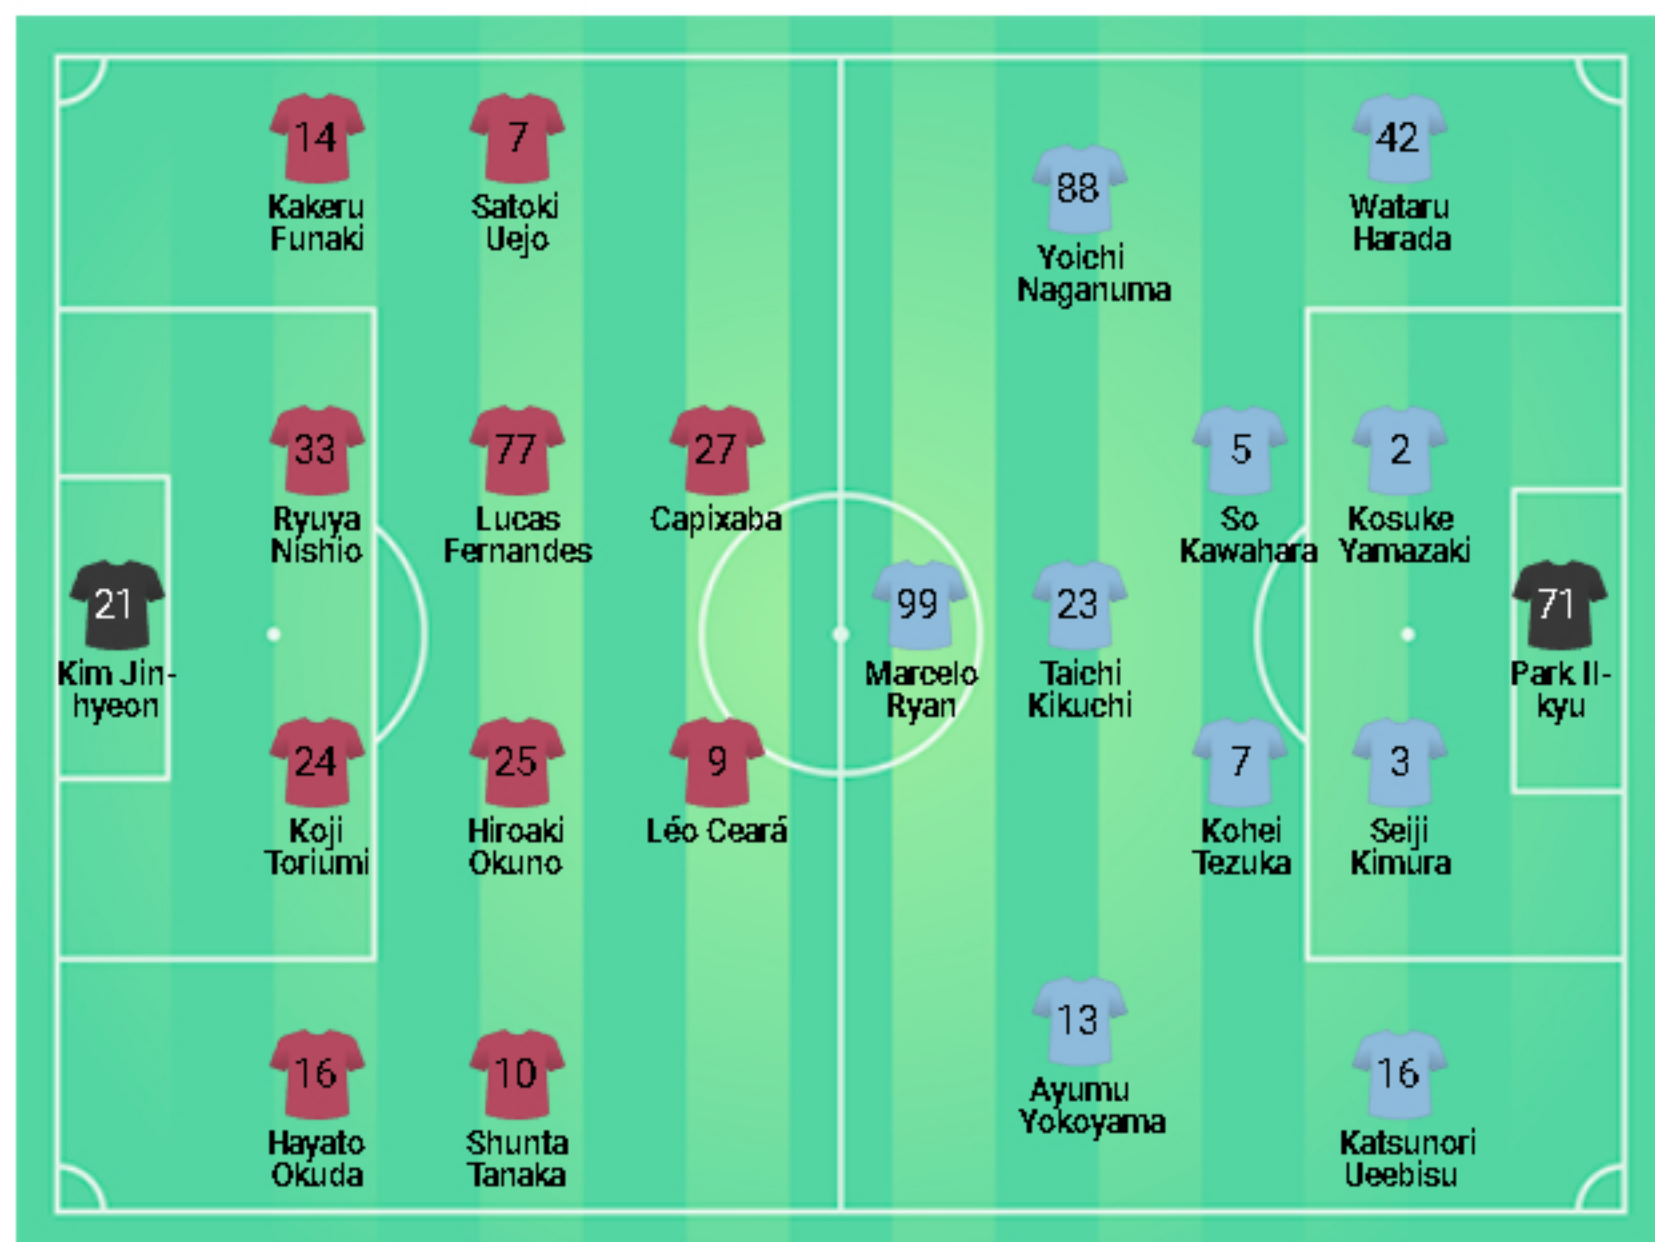 14
Kakeru
Funaki
7
Satoki
Uejo
88
Yoichi
Naganuma
42
Wataru
Harada
33
Ryuya
Nishio
77
Lucas
Fernandes
27
Capixaba
5
So
Kawahara
2
Kosuke
Yamazaki
21
Kim Jin-
hyeon
99
Marcelo
Ryan
23
Taichi
Kikuchi
71
Park Il-
kyu
24
Koji
Toriumi
25
Hiroaki
Okuno
9
Léo Ceará
7
Kohei
Tezuka
3
Seiji
Kimura
16
Hayato
Okuda
10
Shunta
Tanaka
13
Ayumu
Yokoyama
16
Katsunori
Ueebisu